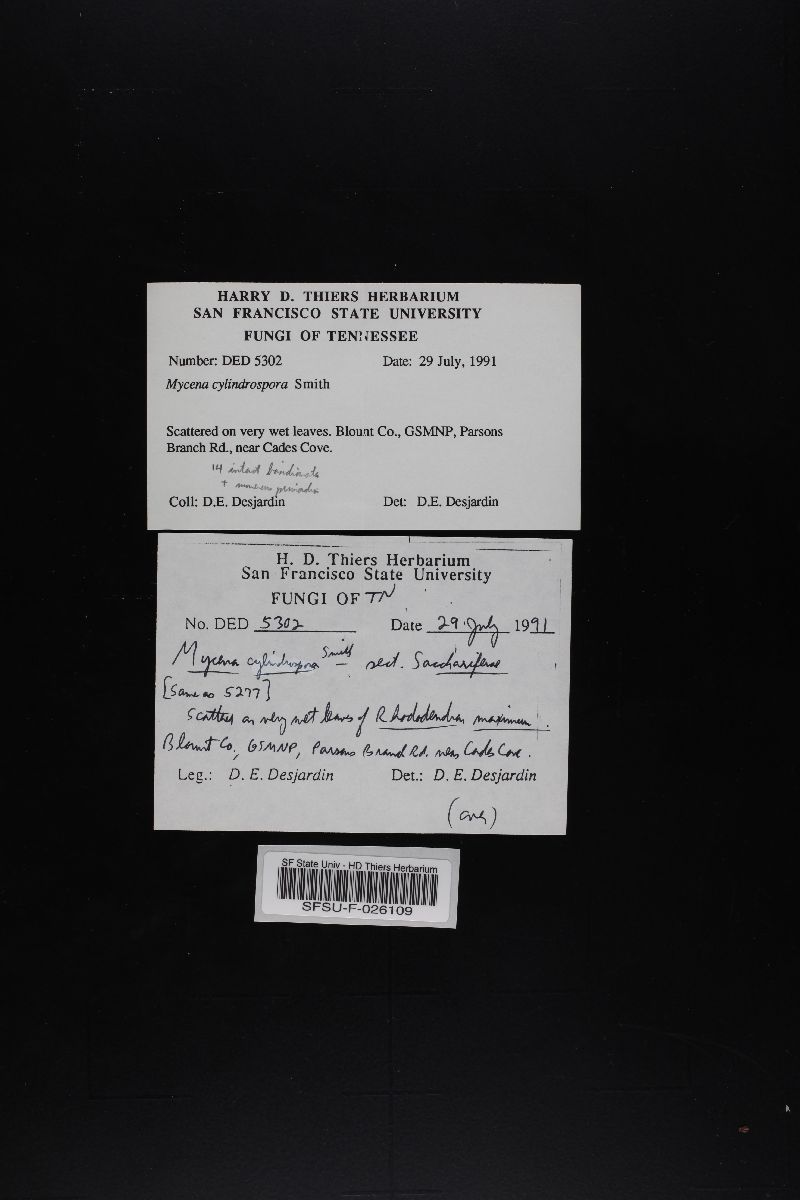 HARRY D. THIERS HERBARIUM
SAN FRANCISCO STATE UNIVERSITY
FUNGI OF TENNESSEE
Number: DED 5302 Date: 29 July, 1991
Mycena cylindrospora Smith
Scattered on very wet leaves. Blount Co., GSMNP, Parsons
Branch Rd., near Cades Cove.
14 intact
+
Coll: D.E. Desjardin Det: D.E. Desjardin
H. D. Thiers Herbarium
San Francisco State University
FUNGI OF TN
No. DED 5302 Date 29 July 1991
Mycena cylindrospora Smith sect. Sacchariferae
[Same as 5277]
Scattered on very wet leaves of Rhododendron maximum.
Blount Co., GSMNP, Parsons Branch Rd. near Cades Cove.
Leg.: D. E. Desjardin Det.: D. E. Desjardin
(over)
SF State Univ - HD Thiers Herbarium
SFSU-F-026109